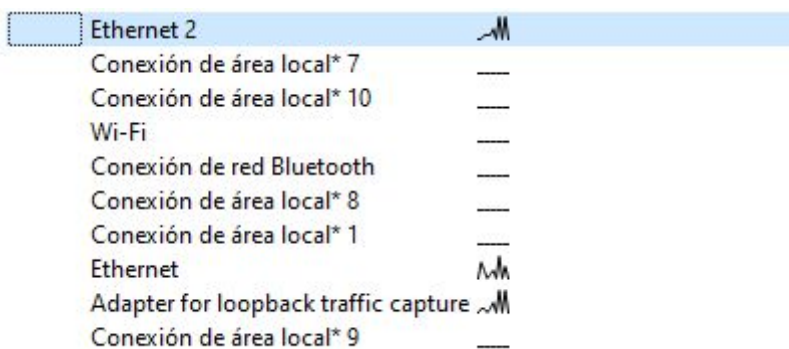 Ethernet 2
Conexión de área local* 7
Conexión de área local* 10
Wi-Fi
Conexión de red Bluetooth
Conexión de área local* 8
Conexión de área local* 1
Ethernet
Adapter for loopback traffic capture
Conexión de área local* 9